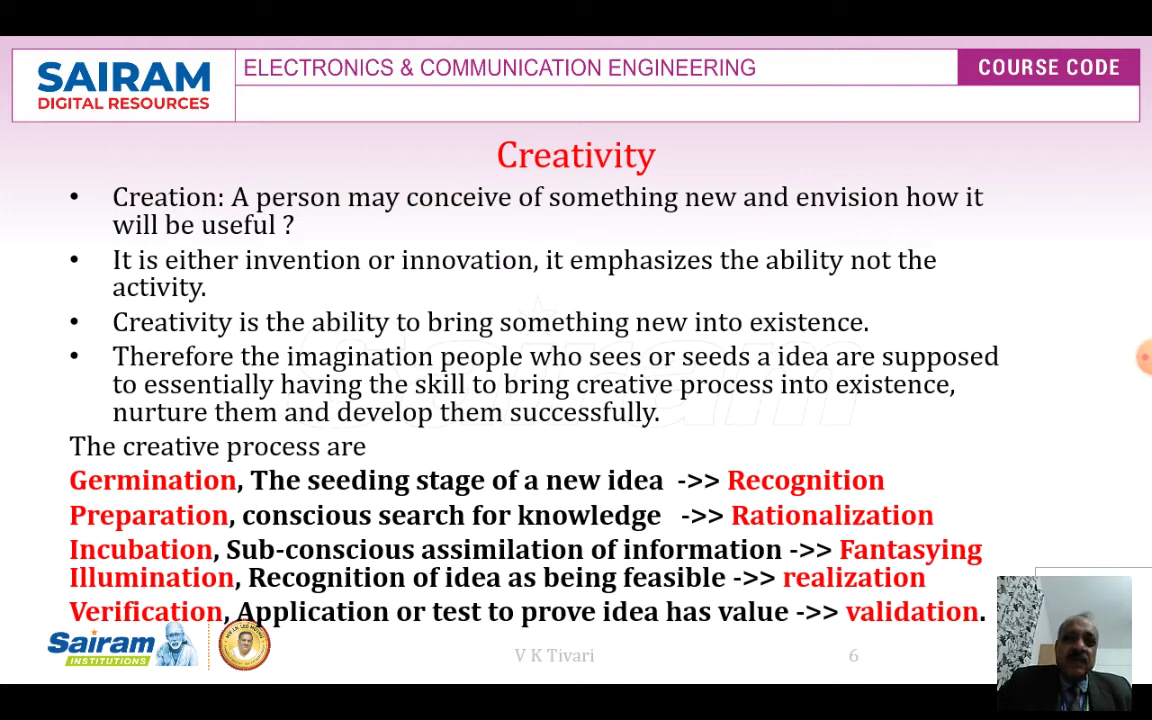 SAIRAM
DIGITAL RESOURCES
ELECTRONICS & COMMUNICATION ENGINEERING
COURSE CODE
Creativity
• Creation: A person may conceive of something new and envision how it
will be useful ?
• It is either invention or innovation, it emphasizes the ability not the
activity.
• Creativity is the ability to bring something new into existence.
• Therefore the imagination people who sees or seeds a idea are supposed
to essentially having the skill to bring creative process into existence,
nurture them and develop them successfully.
The creative process are
Germination, The seeding stage of a new idea ->> Recognition
Preparation, conscious search for knowledge ->> Rationalization
Incubation, Sub-conscious assimilation of information ->> Fantasying
Illumination, Recognition of idea as being feasible ->> realization
Verification, Application or test to prove idea has value ->> validation.
Sairam
INSTITUTIONS
V K Tivari
6
Sairam